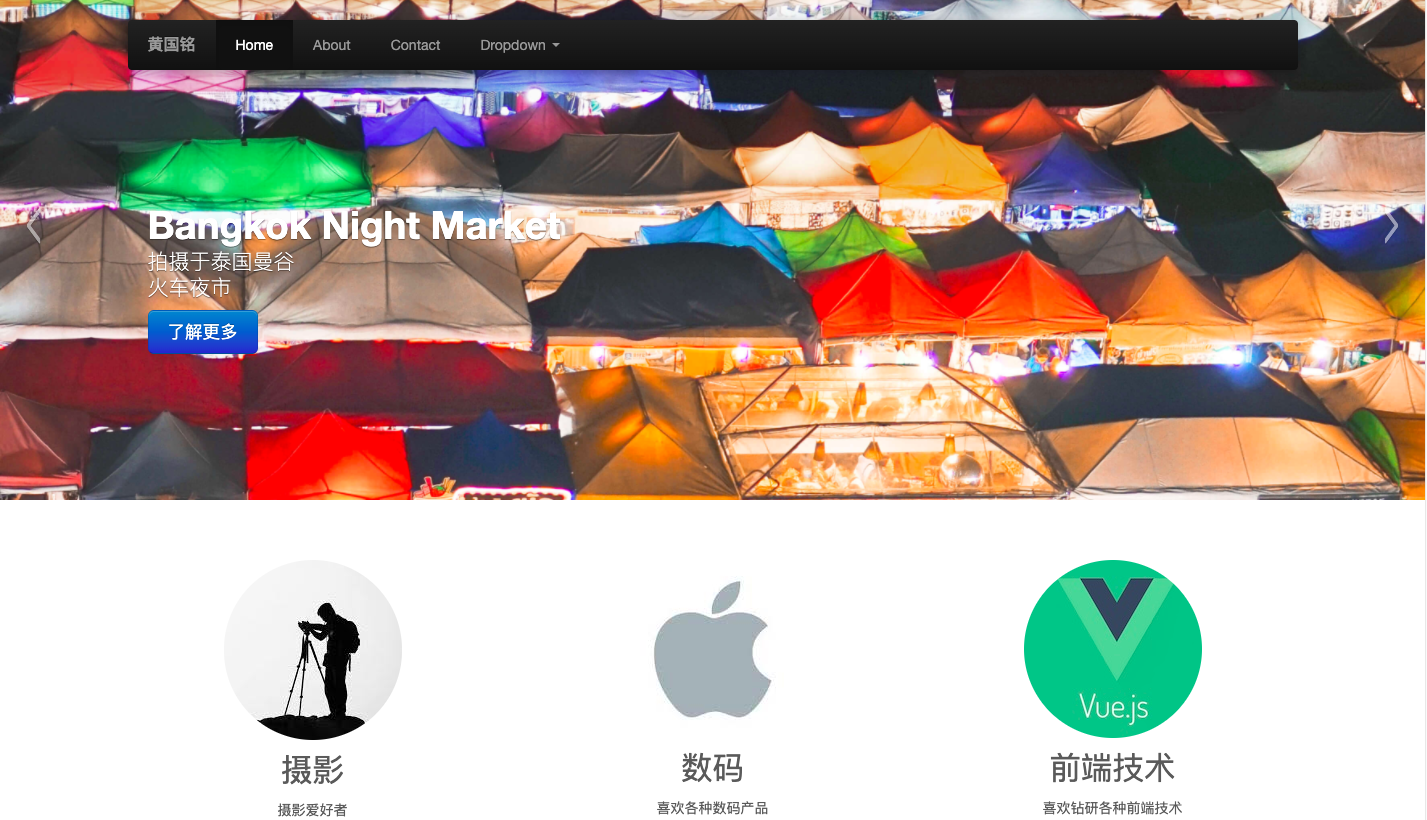 黄国铭 Home About Contact Dropdown
Bangkok Night Market
拍摄于泰国曼谷
火车夜市
了解更多
Vue.js
摄影 数码 前端技术
摄影爱好者 喜欢各种数码产品 喜欢钻研各种前端技术